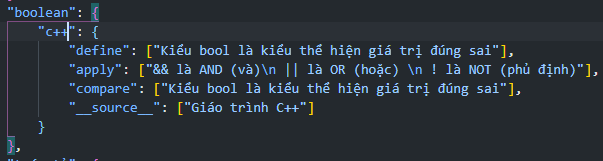 "boolean": {
"c++": {
"define": ["Kiểu bool là kiểu thể hiện giá trị đúng sai"],
"apply": ["&& là AND (và)\n || là OR (hoặc) \n ! là NOT (phủ định)"],
"compare": ["Kiểu bool là kiểu thể hiện giá trị đúng sai"],
"__source__": ["Giáo trình C++"]
}
},